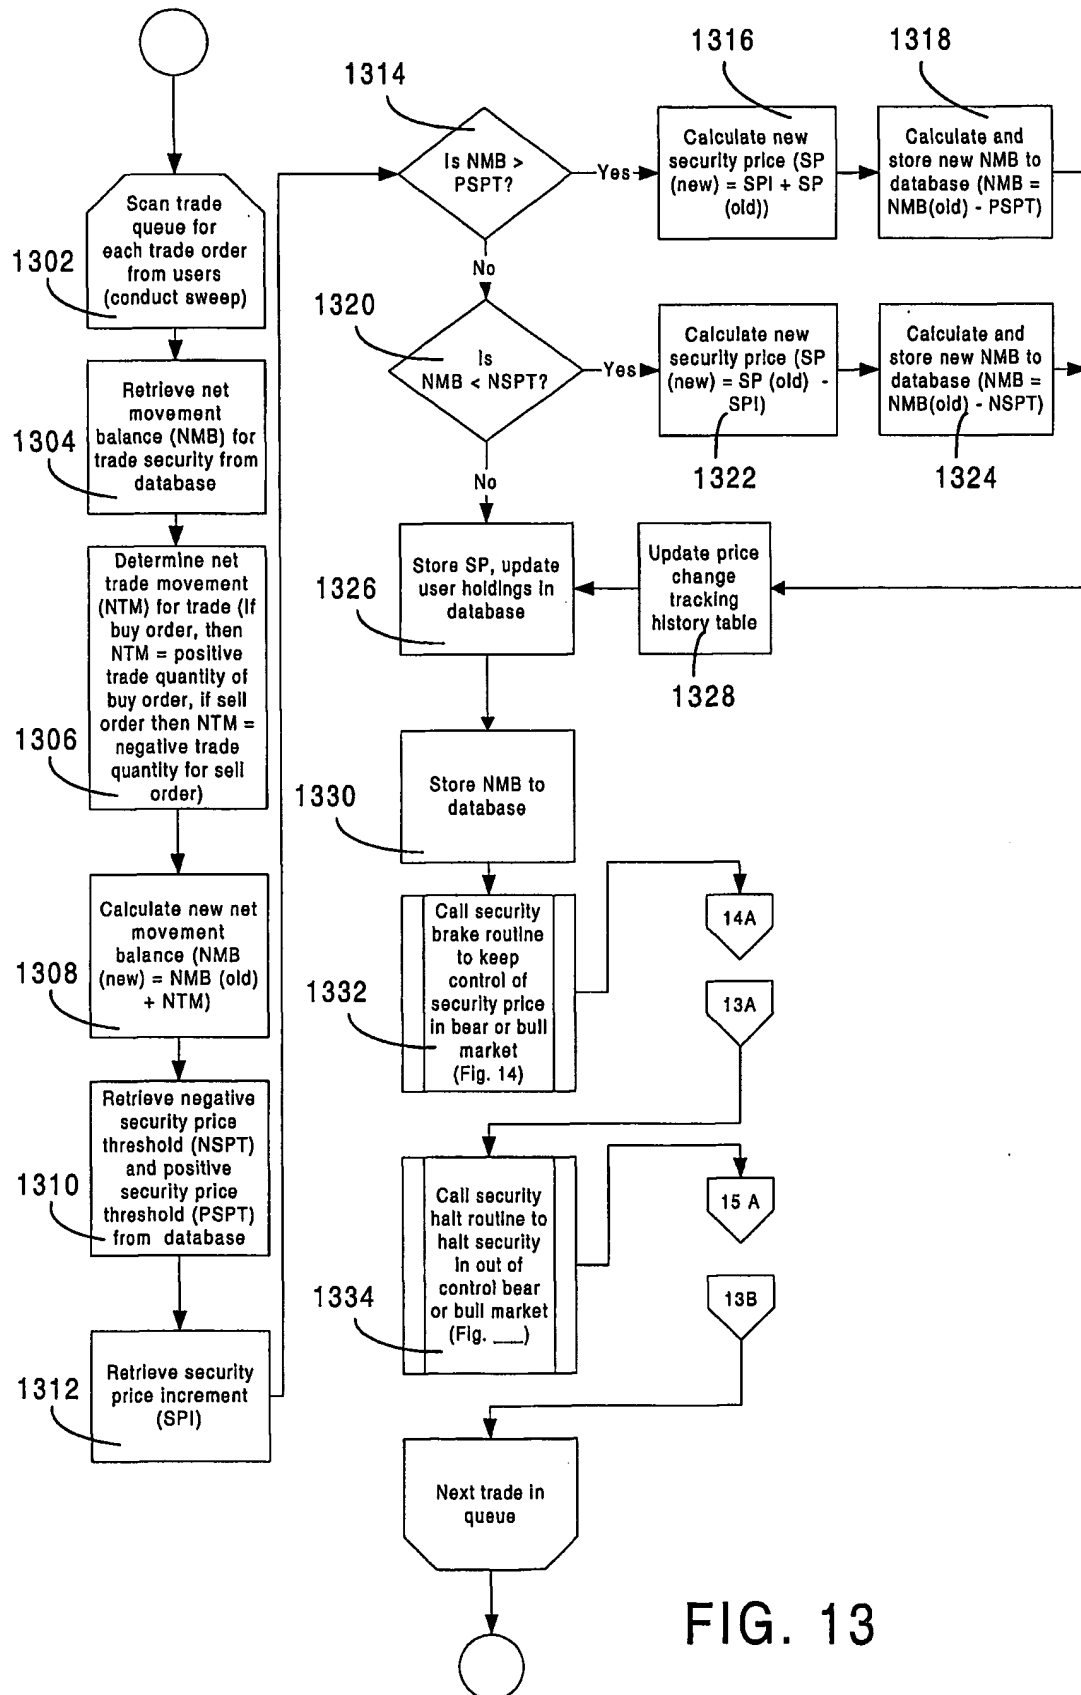 Scan trade
queue for
each trade order
from users
(conduct sweep)
1302
Retrieve net
movement
balance (NMB) for
trade security from
database
1304
Determine net
trade movement
(NTM) for trade (If
buy order, then
NTM = positive
trade quantity of
buy order, if sell
order then NTM =
negative trade
quantity for sell
order)
1306
Calculate new net
movement
balance (NMB
(new) = NMB (old)
+ NTM)
1308
Retrieve negative
security price
threshold (NSPT)
and positive
security price
threshold (PSPT)
from database
1310
Retrieve security
price increment
(SPI)
1312
1314
Is NMB >
PSPT?
Yes
No
1316
Calculate new
security price (SP
(new) = SPI + SP
(old))
1318
Calculate and
store new NMB to
database (NMB =
NMB(old) - PSPT)
1320
Is
NMB < NSPT?
Yes
No
Calculate new
security price (SP
(new) = SP (old) -
SPI)
1322
Calculate and
store new NMB to
database (NMB =
NMB(old) - NSPT)
1324
Store SP, update
user holdings in
database
1326
Update price
change
tracking
history table
1328
Store NMB to
database
1330
Call security
brake routine
to keep
control of
security price
in bear or bull
market
(Fig. 14)
1332
14A
13A
Call security
halt routine to
halt security
in out of
control bear
or bull market
(Fig. ___)
1334
15 A
13B
Next trade in
queue
FIG. 13